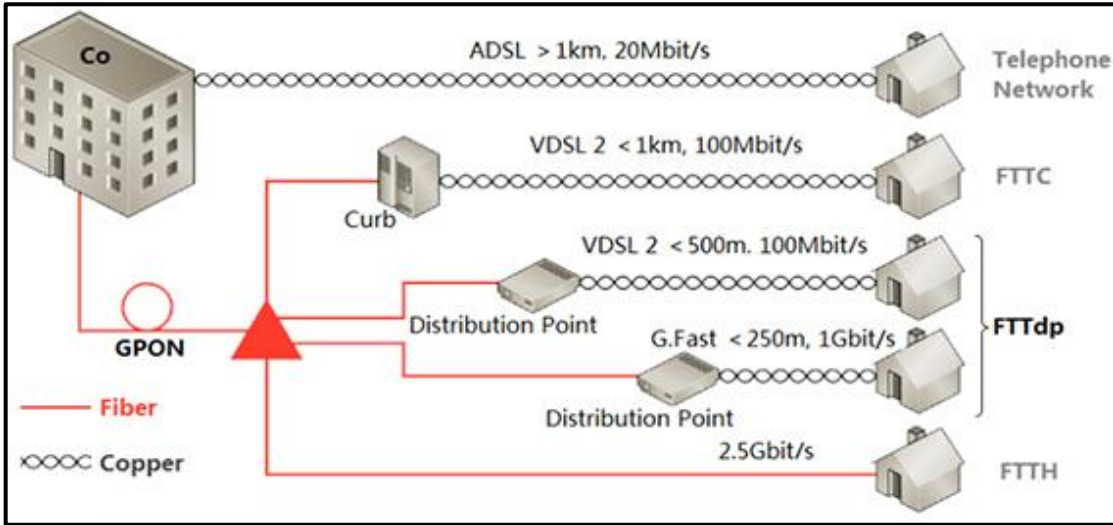 Co
ADSL > 1km, 20Mbit/s
Telephone
Network
VDSL 2 < 1km, 100Mbit/s
FTTC
Curb
VDSL 2 < 500m. 100Mbit/s
Distribution Point
FTTdp
GPON
G.Fast < 250m, 1Gbit/s
Distribution Point
Fiber
Copper
2.5Gbit/s
FTTH